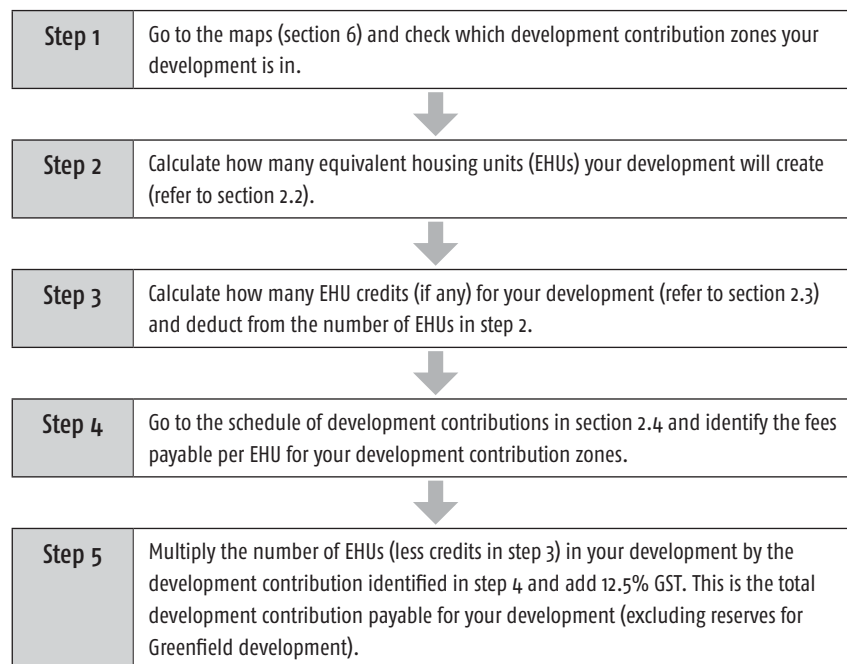 Step 1
Go to the maps (section 6) and check which development contribution zones your
development is in.
Step 2
Calculate how many equivalent housing units (EHUs) your development will create
(refer to section 2.2).
Step 3
Calculate how many EHU credits (if any) for your development (refer to section 2.3)
and deduct from the number of EHUs in step 2.
Step 4
Go to the schedule of development contributions in section 2.4 and identify the fees
payable per EHU for your development contribution zones.
Step 5
Multiply the number of EHUs (less credits in step 3) in your development by the
development contribution identified in step 4 and add 12.5% GST. This is the total
development contribution payable for your development (excluding reserves for
Greenfield development).